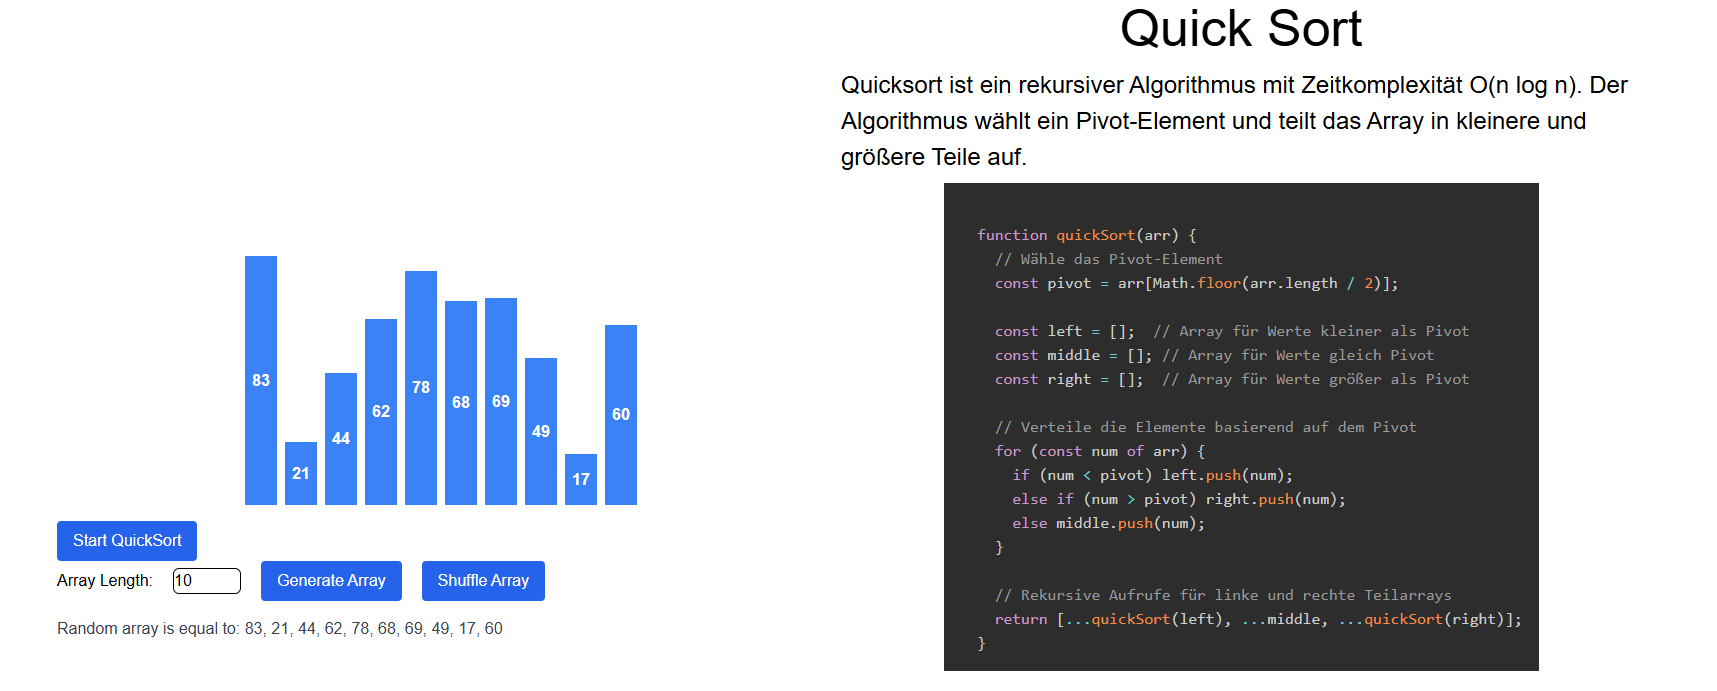 83
21
44
62
78
68
69
49
17
60
Start QuickSort
Array Length: 10 Generate Array Shuffle Array
Random array is equal to: 83, 21, 44, 62, 78, 68, 69, 49, 17, 60
Quick Sort
Quicksort ist ein rekursiver Algorithmus mit Zeitkomplexität O(n log n). Der
Algorithmus wählt ein Pivot-Element und teilt das Array in kleinere und
größere Teile auf.
function quickSort(arr) {
  // Wähle das Pivot-Element
  const pivot = arr[Math.floor(arr.length / 2)];
  const left = [];  // Array für Werte kleiner als Pivot
  const middle = []; // Array für Werte gleich Pivot
  const right = [];  // Array für Werte größer als Pivot
  // Verteile die Elemente basierend auf dem Pivot
  for (const num of arr) {
    if (num < pivot) left.push(num);
    else if (num > pivot) right.push(num);
    else middle.push(num);
  }
  // Rekursive Aufrufe für linke und rechte Teilarrays
  return [...quickSort(left), ...middle, ...quickSort(right)];
}